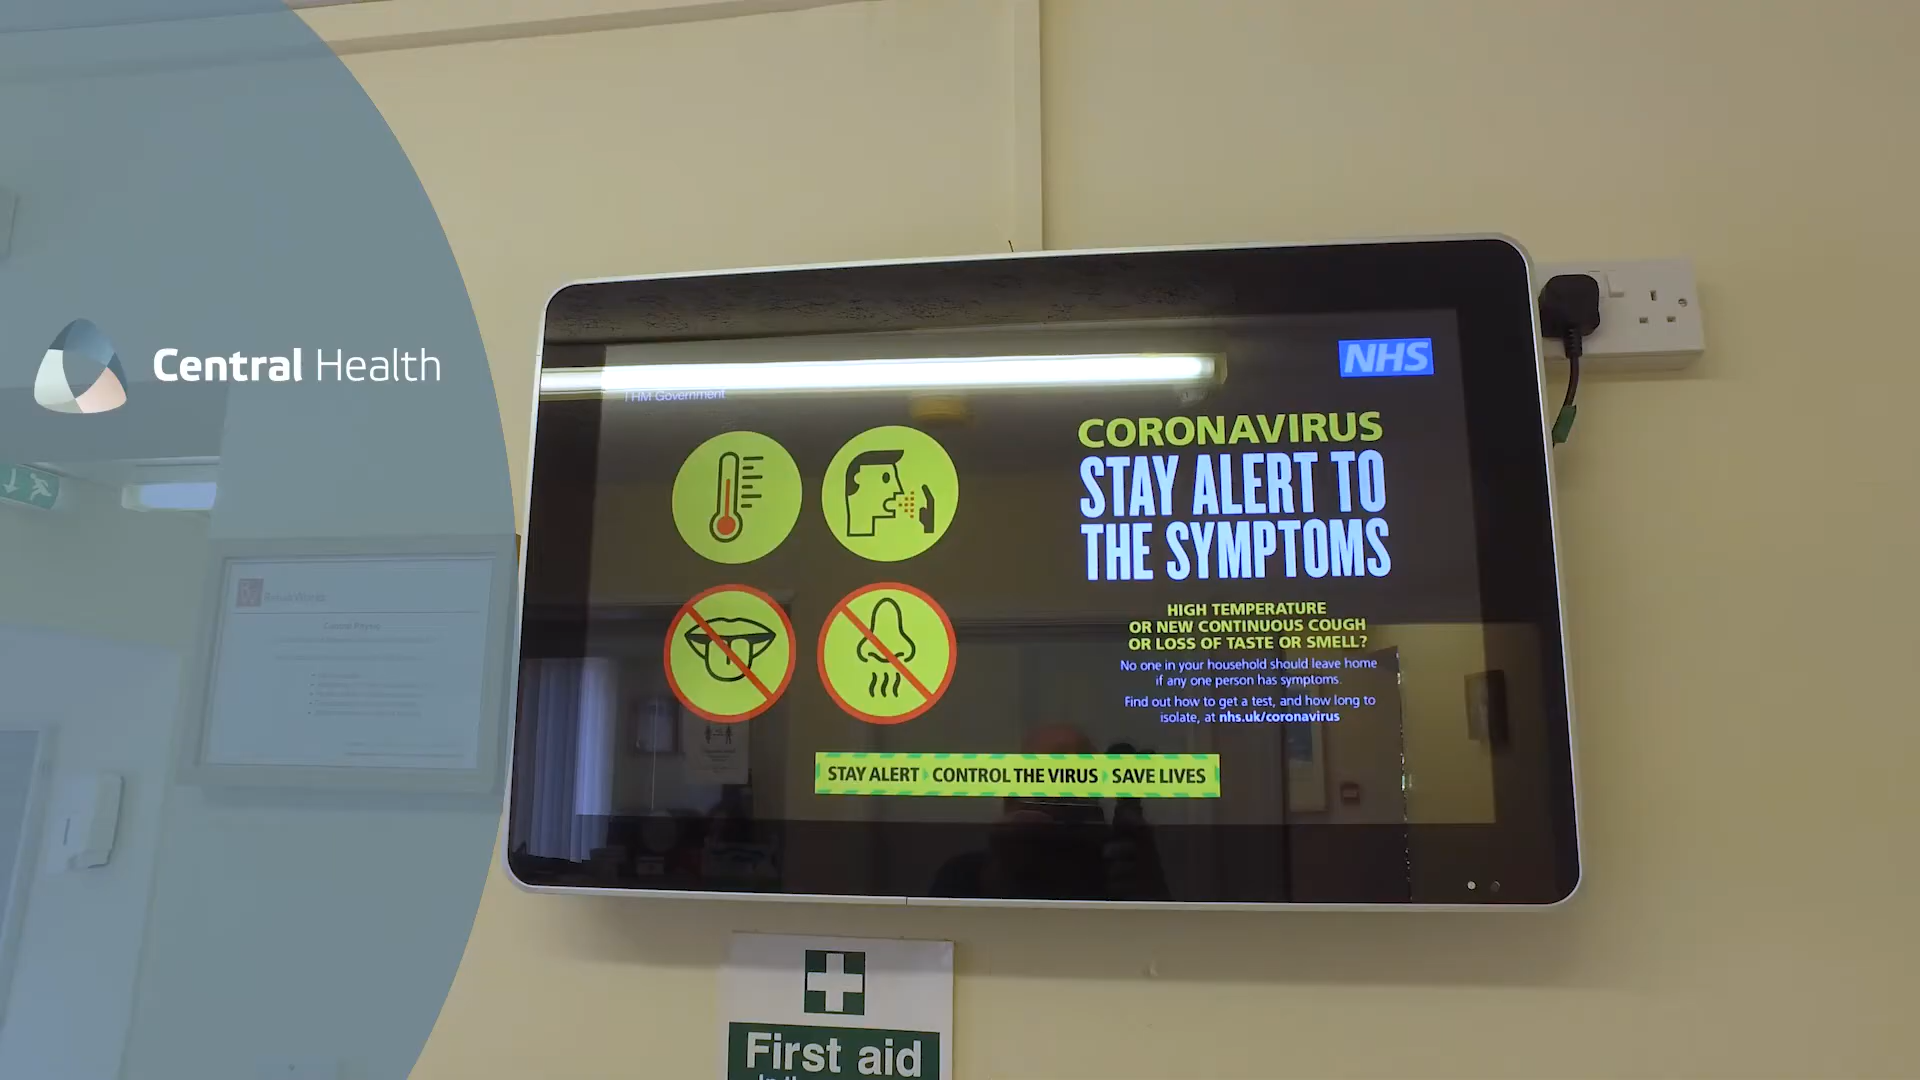 Central Health
HM Government
NHS
CORONAVIRUS
STAY ALERT TO
THE SYMPTOMS
HIGH TEMPERATURE
OR NEW CONTINUOUS COUGH
OR LOSS OF TASTE OR SMELL?
No one in your household should leave home
if any one person has symptoms.
Find out how to get a test, and how long to
isolate, at nhs.uk/coronavirus
STAY ALERT CONTROL THE VIRUS SAVE LIVES
First aid